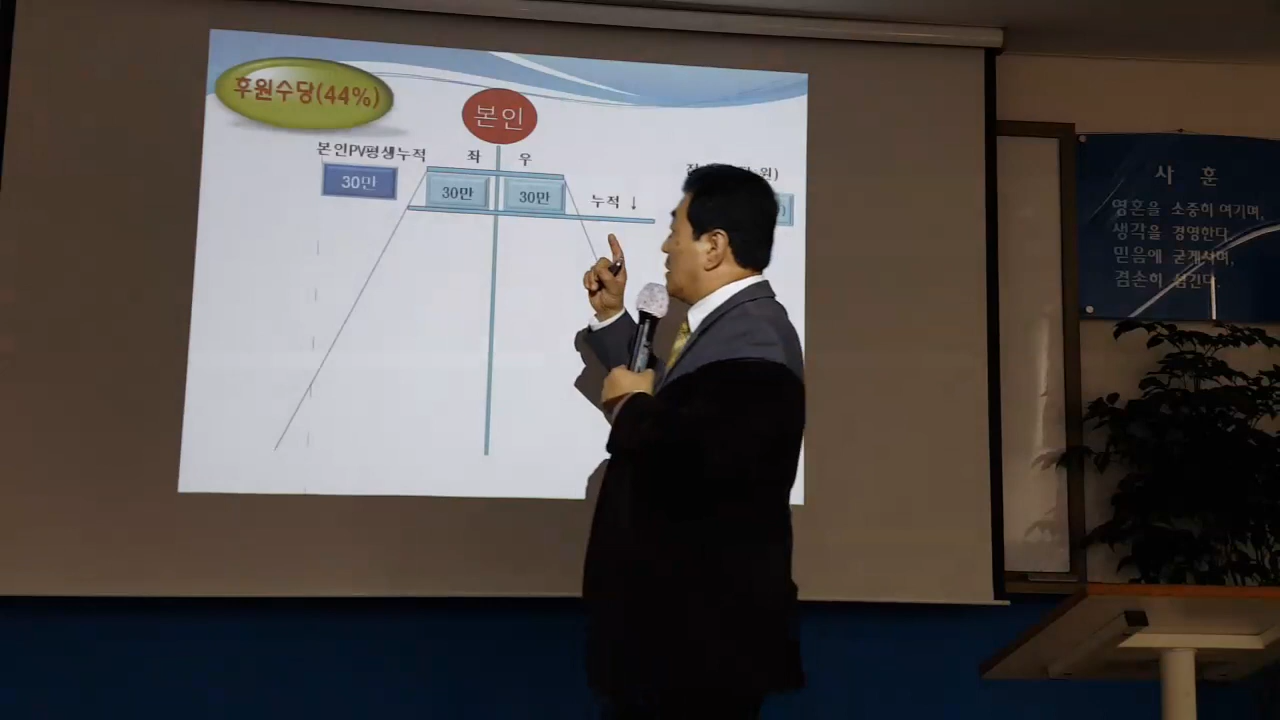 후원수당(44%)
본인
본인PV평생누적 좌 우
30만 30만 30만 누적 ↓
원)
사 훈
영혼을 소중히 여기며,
생각을 경영한다.
믿음에 굳게서며,
겸손히 섬긴다.